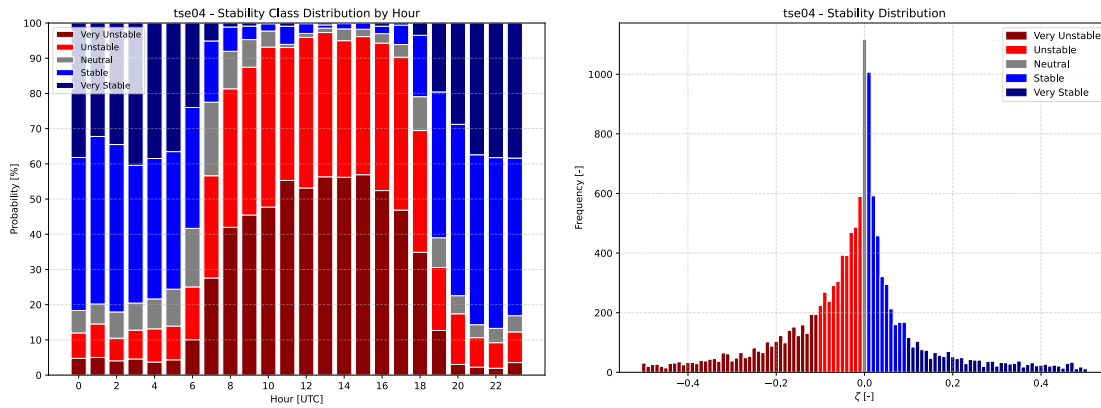 tse04 - Stability Class Distribution by Hour
Very Unstable
Unstable
Neutral
Stable
Very Stable
100
90
80
70
60
50
40
30
20
10
0
Probability [%]
0 2 4 6 8 10 12 14 16 18 20 22
Hour [UTC]
tse04 - Stability Distribution
Very Unstable
Unstable
Neutral
Stable
Very Stable
1000
800
600
400
200
0
Frequency [-]
−0.4 −0.2 0.0 0.2 0.4
ζ [-]